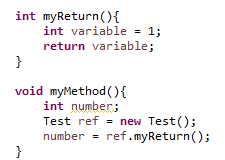 int myReturn(){
    int variable = 1;
    return variable;
}

void myMethod(){
    int number;
    Test ref = new Test();
    number = ref.myReturn();
}